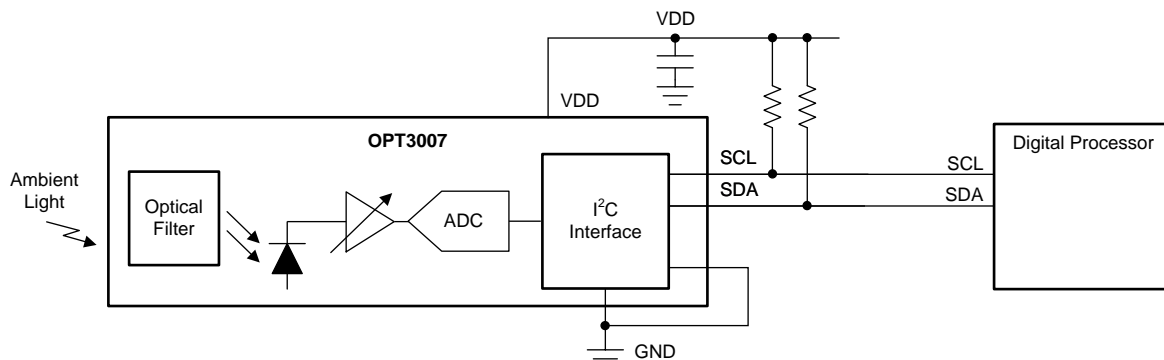 VDD
VDD
OPT3007
Digital Processor
Ambient
Light
Optical
Filter
ADC
I²C
Interface
SCL
SDA
SCL
SDA
GND